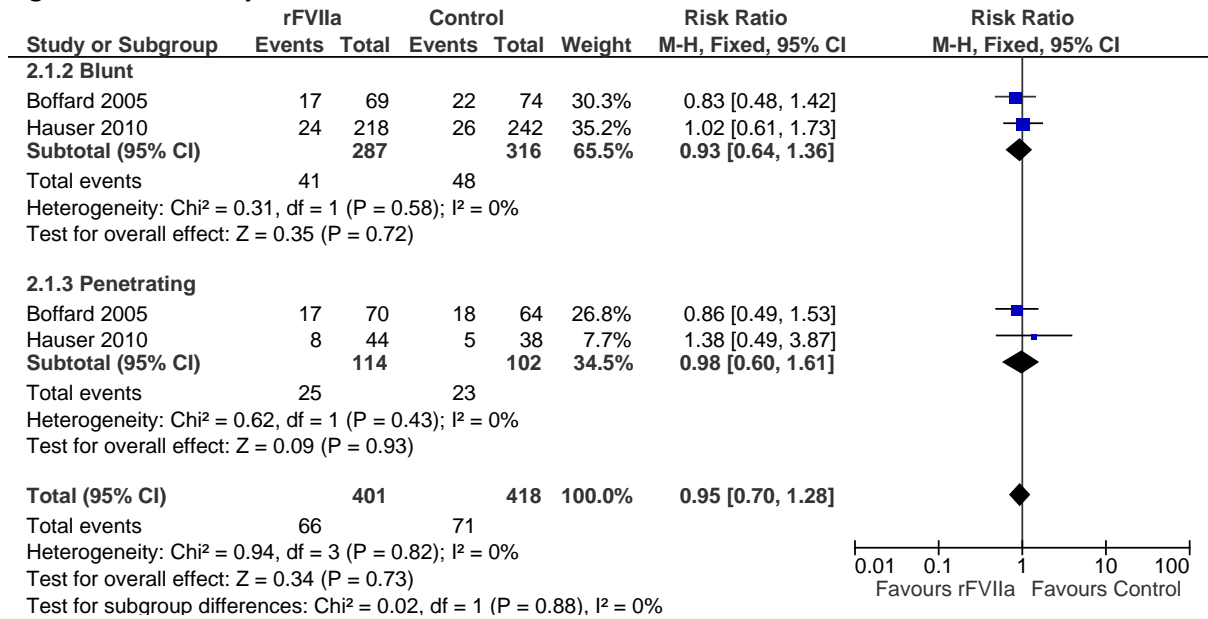 rFVIIa Control Risk Ratio Risk Ratio
Study or Subgroup Events Total Events Total Weight M-H, Fixed, 95% CI M-H, Fixed, 95% CI
2.1.2 Blunt
Boffard 2005 17 69 22 74 30.3% 0.83 [0.48, 1.42]
Hauser 2010 24 218 26 242 35.2% 1.02 [0.61, 1.73]
Subtotal (95% CI) 287 316 65.5% 0.93 [0.64, 1.36]
Total events 41 48
Heterogeneity: Chi² = 0.31, df = 1 (P = 0.58); I² = 0%
Test for overall effect: Z = 0.35 (P = 0.72)
2.1.3 Penetrating
Boffard 2005 17 70 18 64 26.8% 0.86 [0.49, 1.53]
Hauser 2010 8 44 5 38 7.7% 1.38 [0.49, 3.87]
Subtotal (95% CI) 114 102 34.5% 0.98 [0.60, 1.61]
Total events 25 23
Heterogeneity: Chi² = 0.62, df = 1 (P = 0.43); I² = 0%
Test for overall effect: Z = 0.09 (P = 0.93)
Total (95% CI) 401 418 100.0% 0.95 [0.70, 1.28]
Total events 66 71
Heterogeneity: Chi² = 0.94, df = 3 (P = 0.82); I² = 0%
Test for overall effect: Z = 0.34 (P = 0.73)
Test for subgroup differences: Chi² = 0.02, df = 1 (P = 0.88), I² = 0%
0.01 0.1 1 10 100
Favours rFVIIa Favours Control